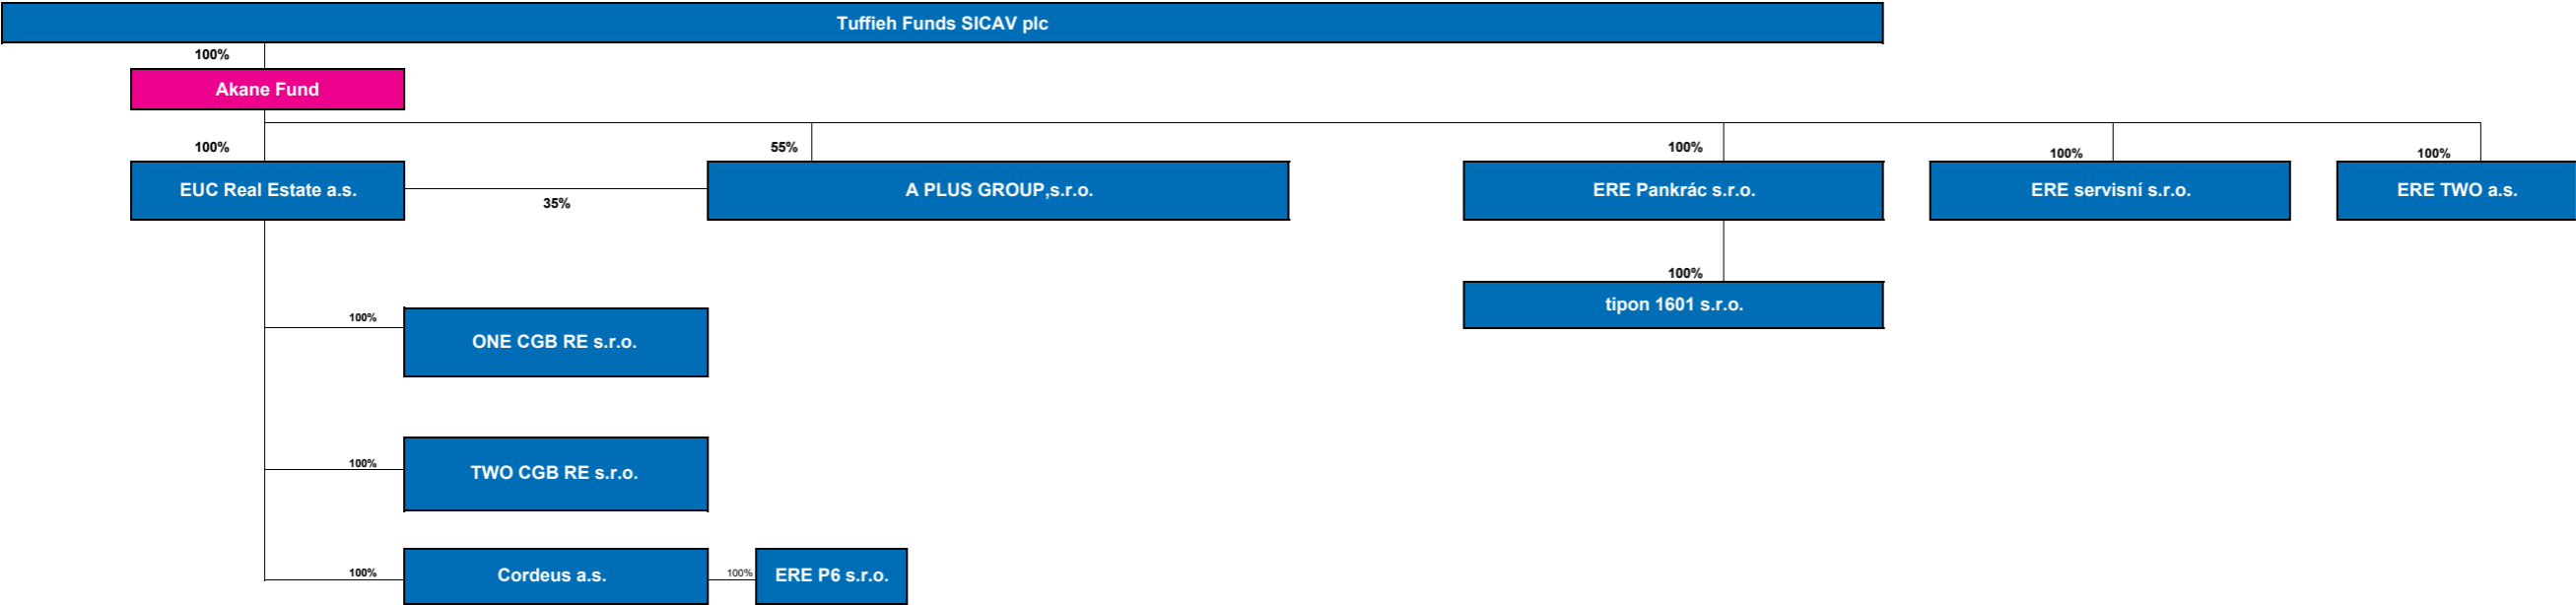 Tuffieh Funds SICAV plc
100%
Akane Fund
100%
55%
100%
100%
100%
EUC Real Estate a.s.
35%
A PLUS GROUP,s.r.o.
ERE Pankrác s.r.o.
ERE servisní s.r.o.
ERE TWO a.s.
100%
tipon 1601 s.r.o.
100%
ONE CGB RE s.r.o.
100%
TWO CGB RE s.r.o.
100%
Cordeus a.s.
100%
ERE P6 s.r.o.